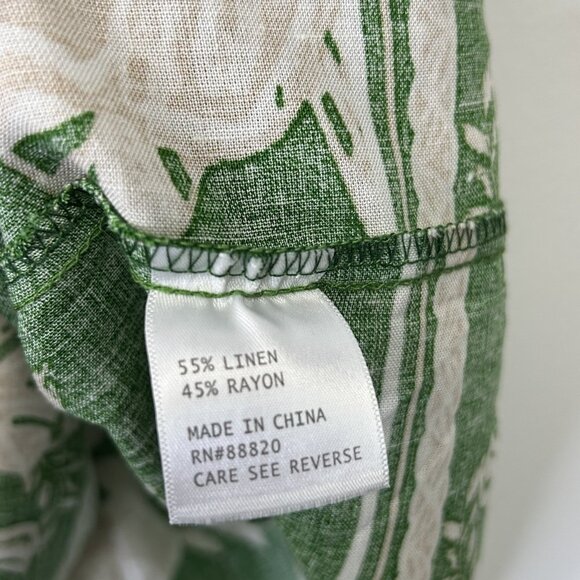 55% LINEN
45% RAYON
MADE IN CHINA
RN#88820
CARE SEE REVERSE